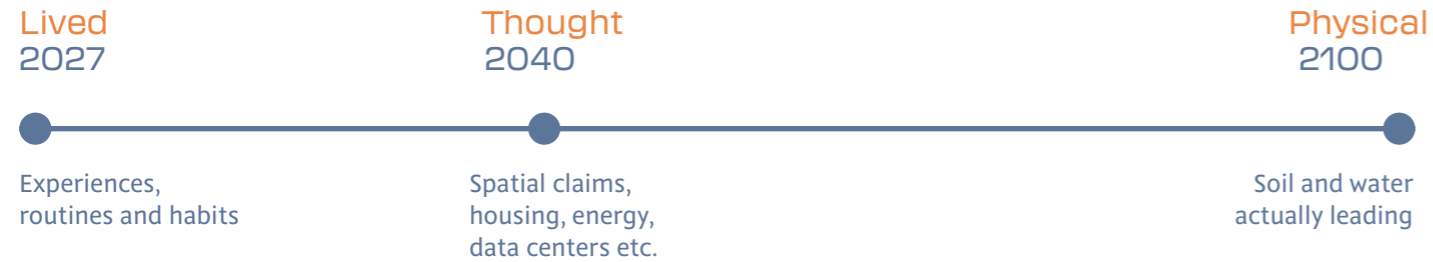 Lived
2027
Experiences,
routines and habits
Thought
2040
Spatial claims,
housing, energy,
data centers etc.
Physical
2100
Soil and water
actually leading